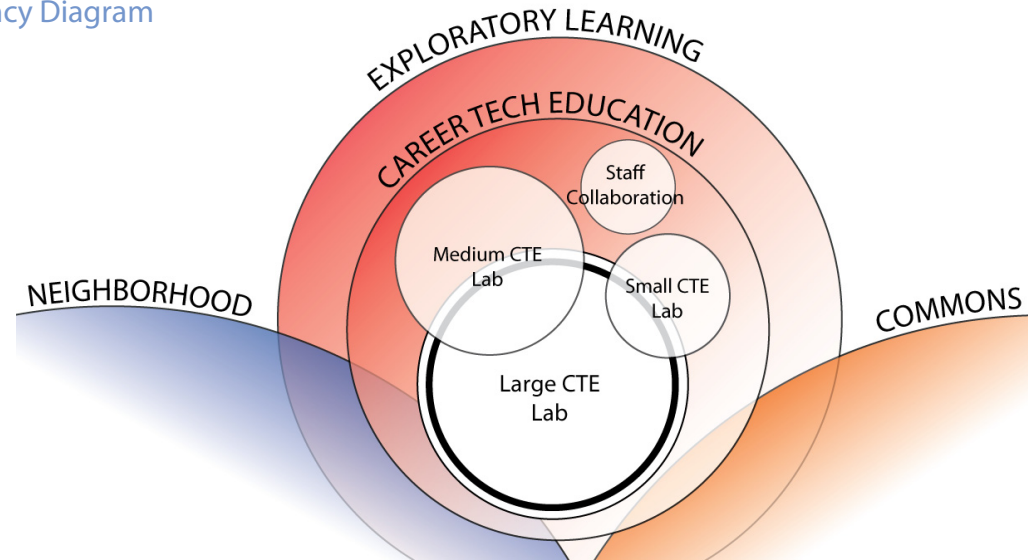 Diagram
EXPLORATORY LEARNING
CAREER TECH EDUCATION
Staff
Collaboration
Medium CTE
Lab
Small CTE
Lab
NEIGHBORHOOD
COMMONS
Large CTE
Lab